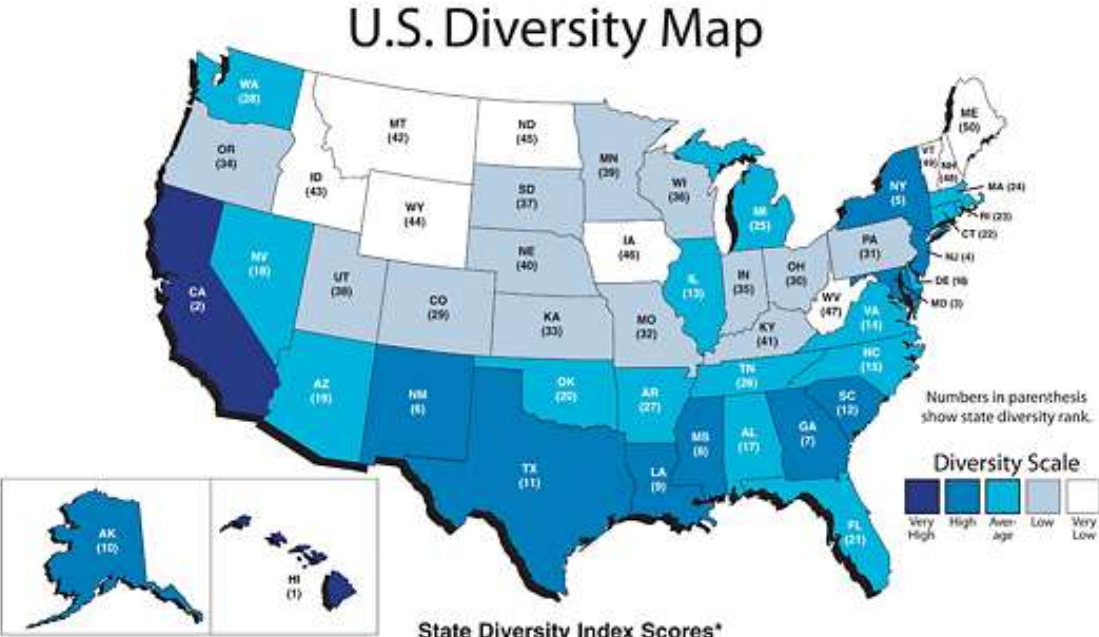 U.S. Diversity Map
WA
(28)
OR
(34)
CA
(2)
NV
(18)
ID
(43)
MT
(42)
WY
(44)
UT
(38)
CO
(29)
AZ
(19)
NM
(6)
ND
(45)
SD
(37)
NE
(40)
KA
(33)
OK
(20)
TX
(11)
MN
(39)
IA
(46)
MO
(32)
AR
(27)
LA
(9)
WI
(36)
IL
(13)
MI
(25)
IN
(35)
OH
(30)
KY
(41)
TN
(26)
MS
(8)
AL
(17)
GA
(7)
FL
(21)
SC
(12)
NC
(15)
VA
(14)
WV
(47)
PA
(31)
NY
(5)
VT
(49)
NH
(48)
ME
(50)
MA (24)
RI (23)
CT (22)
NJ (4)
DE (16)
MD (3)
AK
(10)
HI
(1)
Numbers in parenthesis
show state diversity rank.
Diversity Scale
Very High
High
Aver-age
Low
Very Low
State Diversity Index Scores*